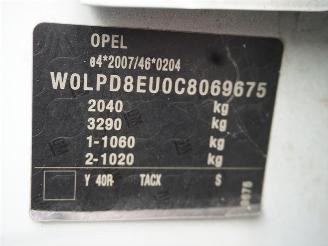 OPEL
e4*2007/46*0204
W0LPD8EU0C8069675
2040 kg
3290 kg
1-1060 kg
2-1020 kg
Y 40R TACX S